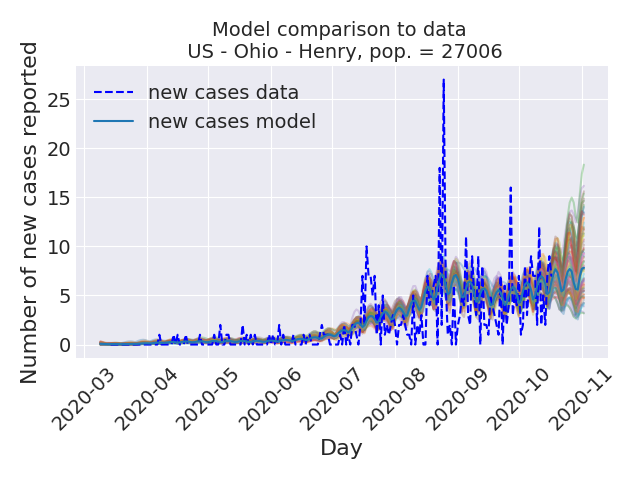 Model comparison to data
US - Ohio - Henry, pop. = 27006
Number of new cases reported
25
20
15
10
5
0
new cases data
new cases model
2020-03
2020-04
2020-05
2020-06
2020-07
2020-08
2020-09
2020-10
2020-11
Day